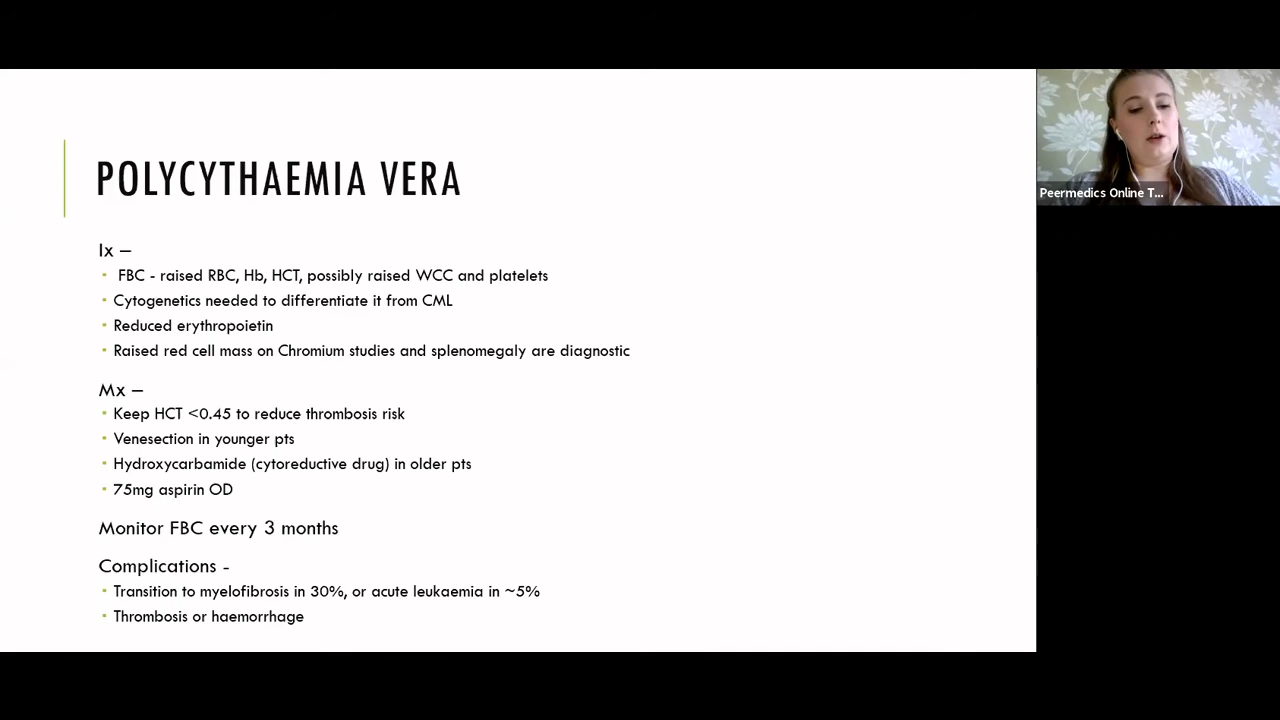 POLYCYTHAEMIA VERA
Ix –
FBC - raised RBC, Hb, HCT, possibly raised WCC and platelets
Cytogenetics needed to differentiate it from CML
Reduced erythropoietin
Raised red cell mass on Chromium studies and splenomegaly are diagnostic
Mx –
Keep HCT <0.45 to reduce thrombosis risk
Venesection in younger pts
Hydroxycarbamide (cytoreductive drug) in older pts
75mg aspirin OD
Monitor FBC every 3 months
Complications -
Transition to myelofibrosis in 30%, or acute leukaemia in ~5%
Thrombosis or haemorrhage
Peermedics Online T...